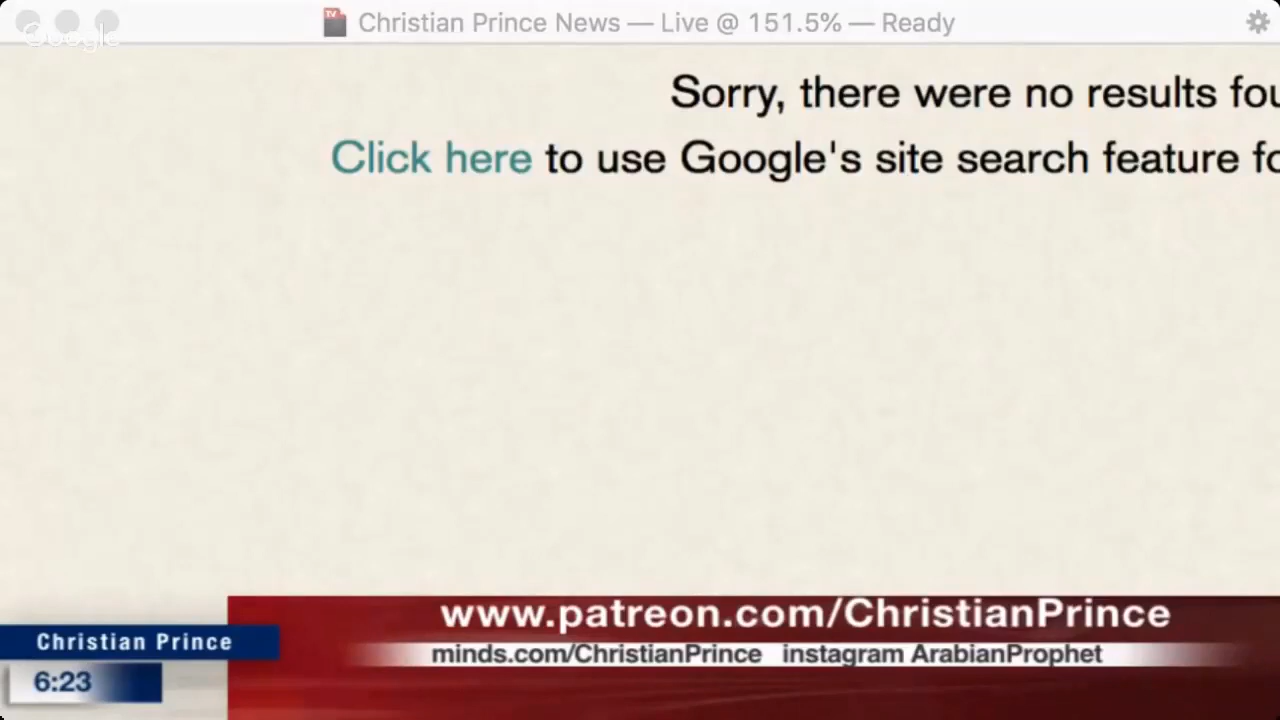 Christian Prince News — Live @ 151.5% — Ready
Google
Sorry, there were no results fou
Click here to use Google's site search feature fo
www.patreon.com/ChristianPrince
minds.com/ChristianPrince instagram ArabianProphet
Christian Prince
6:23